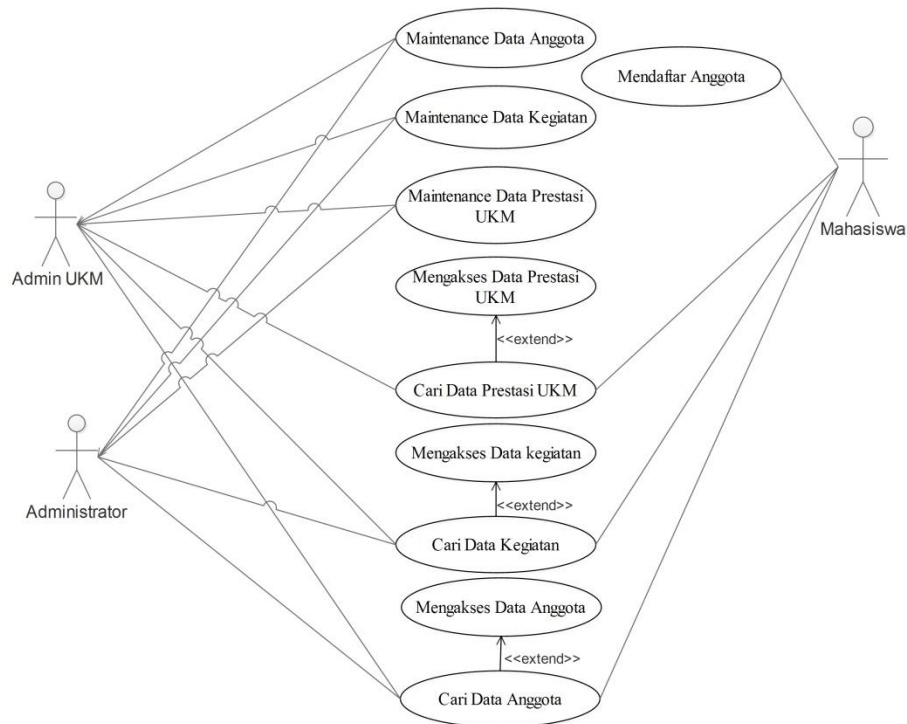 Maintenance Data Anggota
Mendaftar Anggota
Maintenance Data Kegiatan
Maintenance Data Prestasi
UKM
Mahasiswa
Admin UKM
Mengakses Data Prestasi
UKM
<<extend>>
Cari Data Prestasi UKM
Mengakses Data kegiatan
<<extend>>
Administrator
Cari Data Kegiatan
Mengakses Data Anggota
<<extend>>
Cari Data Anggota